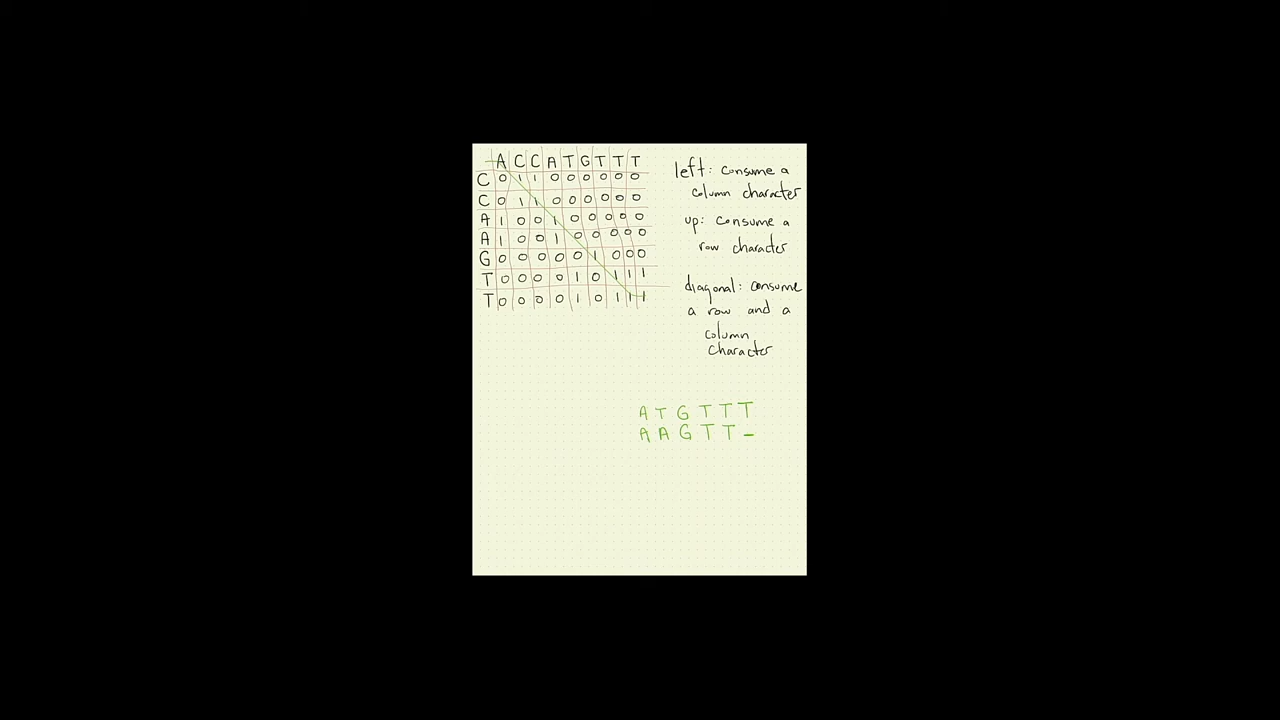 A C C A T G T T T
C 0 1 1 0 0 0 0 0 0
C 0 1 1 0 0 0 0 0 0
A 1 0 0 1 0 0 0 0 0
A 1 0 0 1 0 0 0 0 0
G 0 0 0 0 0 1 0 0 0
T 0 0 0 0 1 0 1 1 1
T 0 0 0 0 1 0 1 1 1
left: consume a
column character
up: consume a
row character
diagonal: consume
a row and a
column
character
A T G T T T
A A G T T -